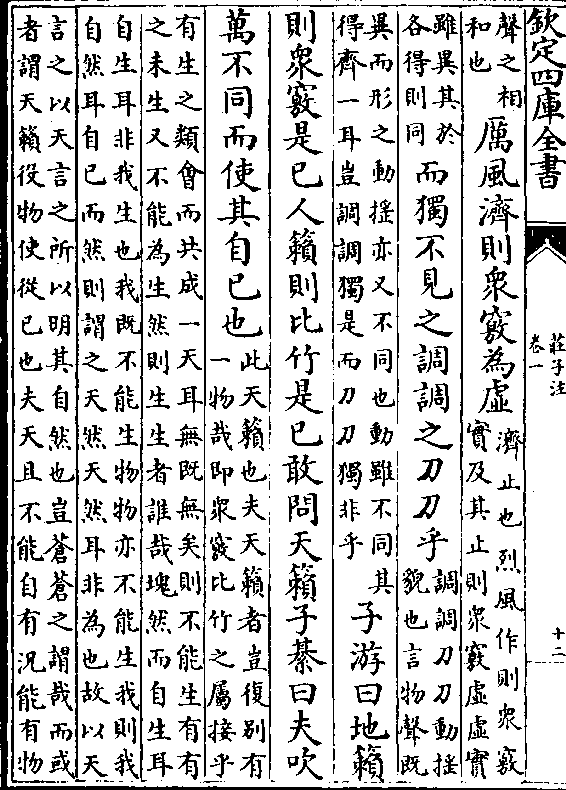 欽定四庫全書
莊子注
卷一
十二
聲之相
和也
厲風濟則衆竅為虛
濟止也烈風作則衆竅
實及其止則衆竅虛虛實
雖異其於
各得則同
而獨不見之調調之刀刀乎
調調刀刀動揺
貌也言物聲既
異而形之動揺亦又不同也動雖不同其
得齊一耳豈調調獨是而刀刀獨非乎
子游曰地籟
則衆竅是已人籟則比竹是已敢問天籟子綦曰夫吹
萬不同而使其自已也
此天籟也夫天籟者豈復别有
一物哉即衆竅比竹之屬接乎
有生之類會而共成一天耳無既無矣則不能生有有
之未生又不能為生然則生生者誰哉塊然而自生耳
自生耳非我生也我既不能生物物亦不能生我則我
自然耳自已而然則謂之天然天然耳非為也故以天
言之以天言之所以明其自然也豈蒼蒼之謂哉而或
者謂天籟役物使從已也夫天且不能自有況能有物